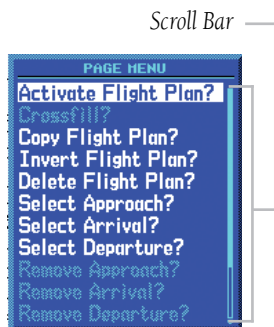 Scroll Bar
PAGE MENU
Activate Flight Plan?
Crossfill?
Copy Flight Plan?
Invert Flight Plan?
Delete Flight Plan?
Select Approach?
Select Arrival?
Select Departure?
Remove Approach?
Remove Arrival?
Remove Departure?